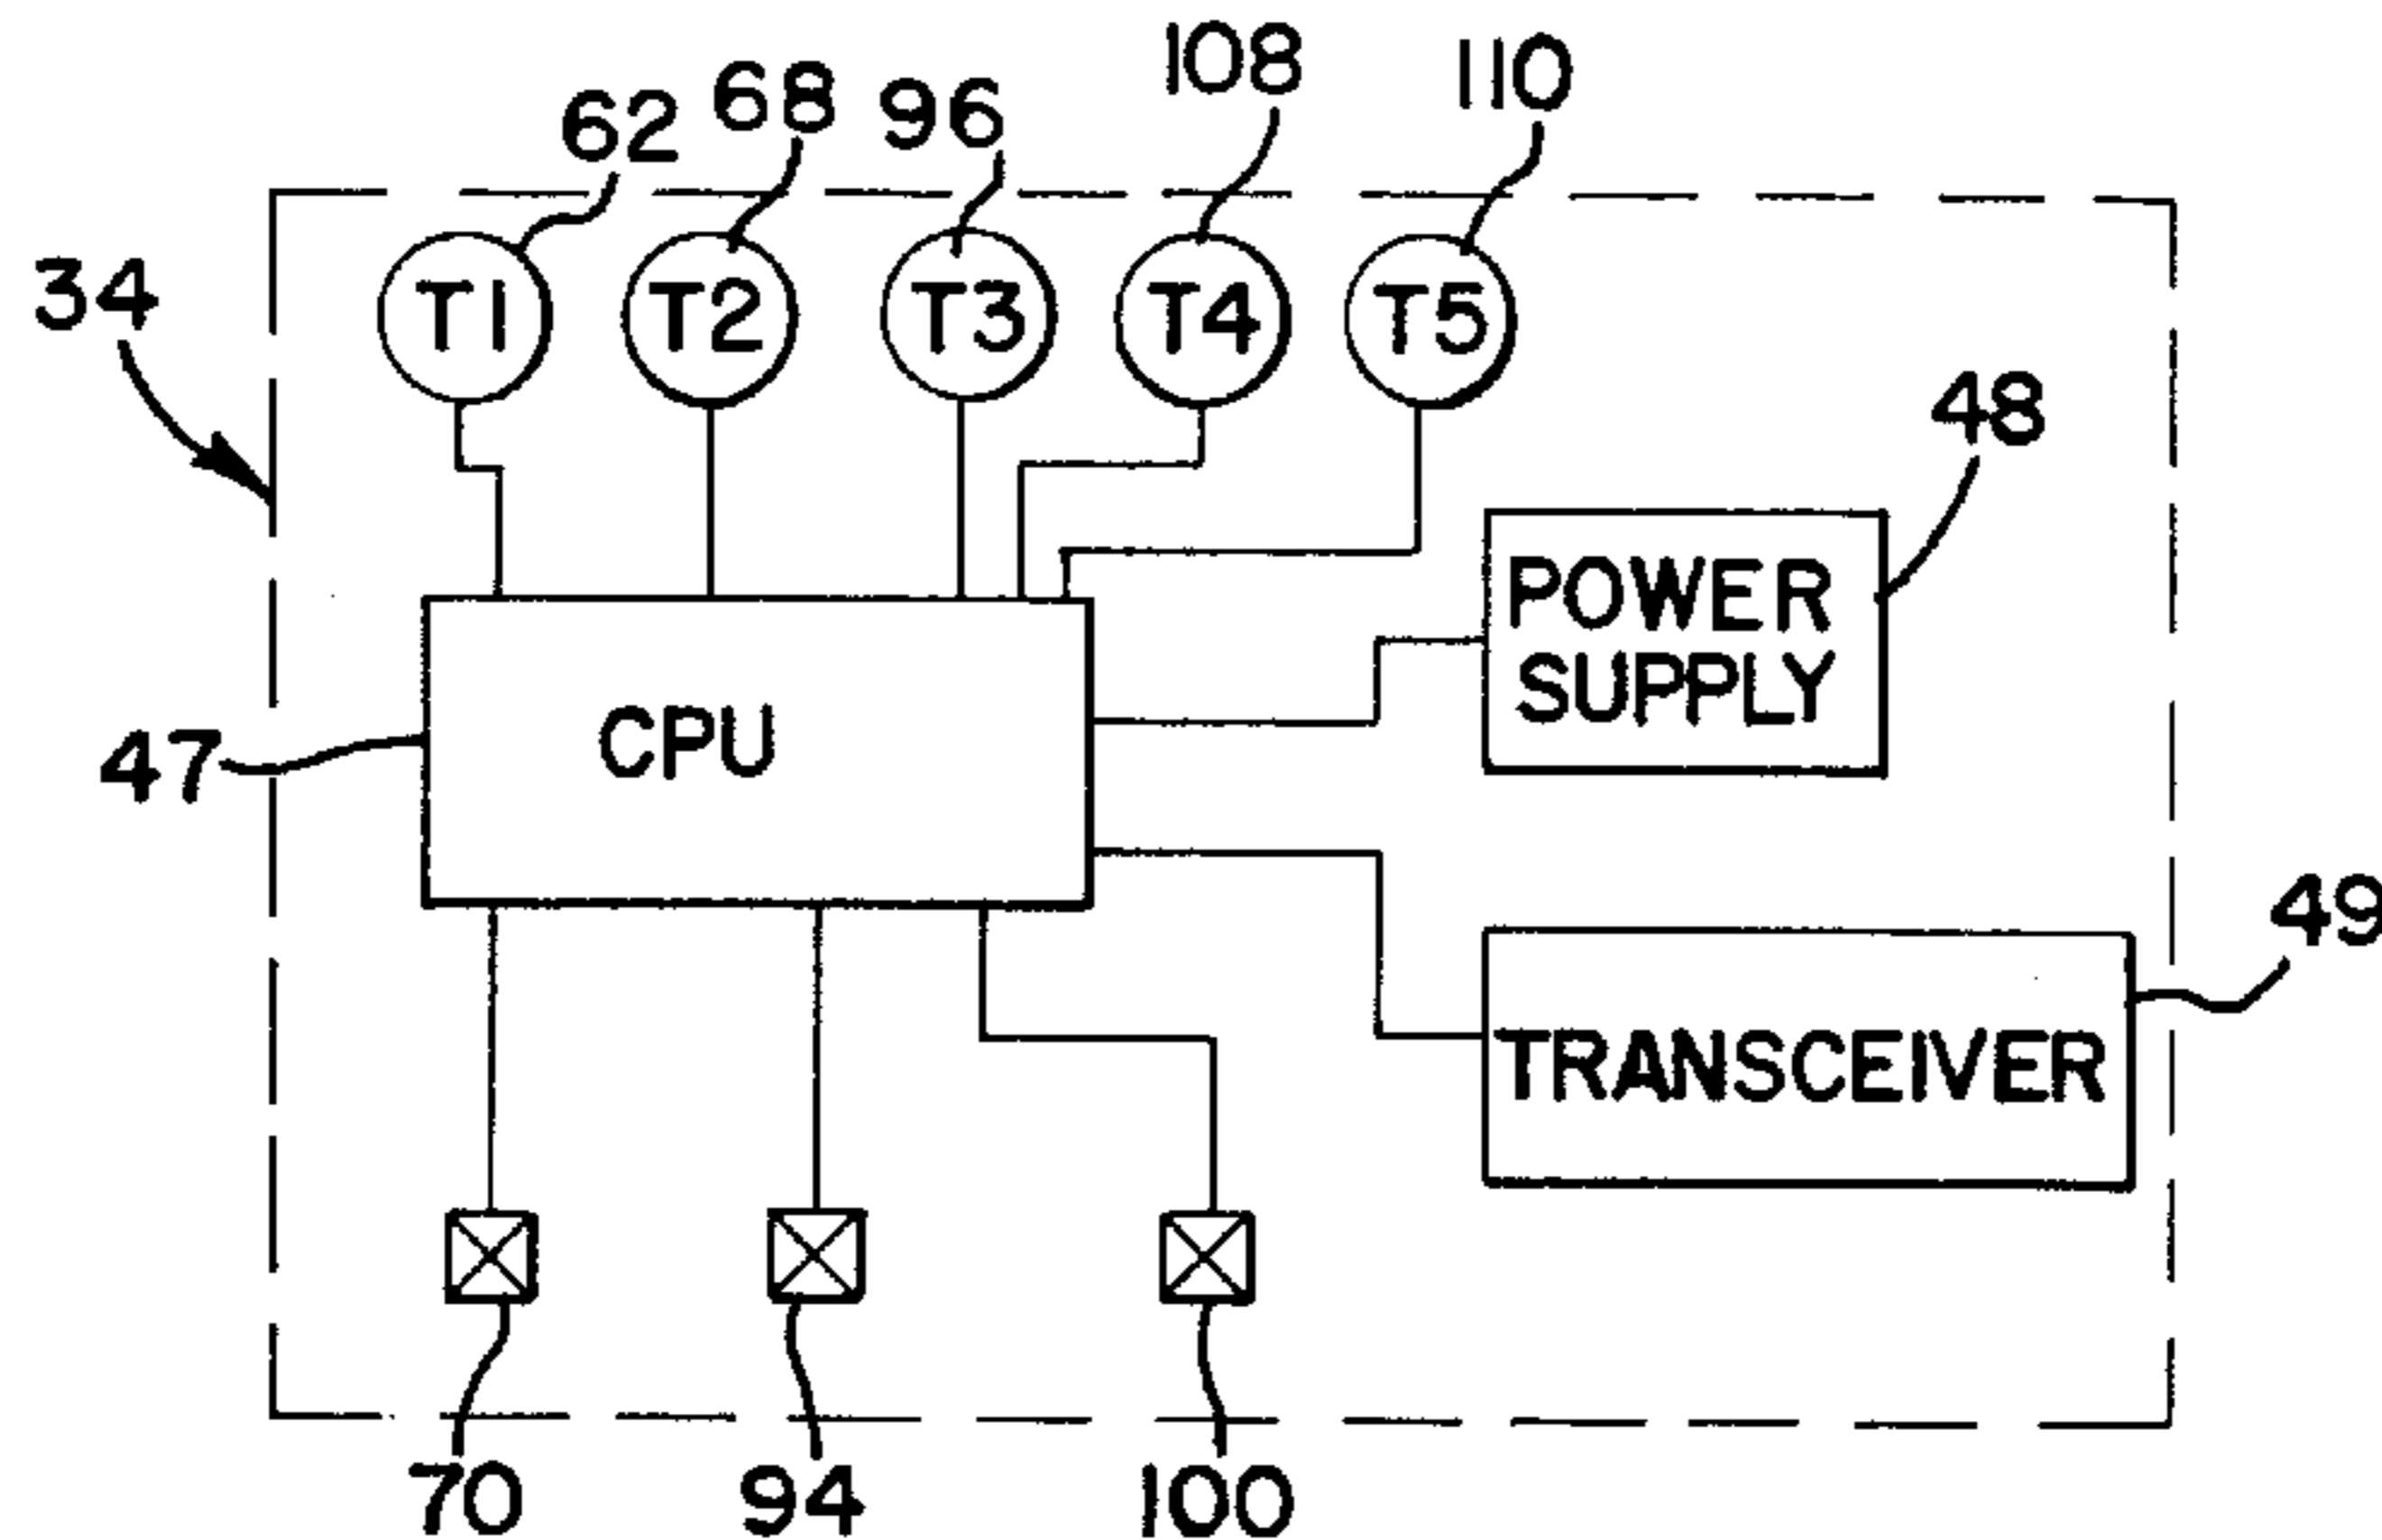 108
110
62
68
96
34
T1
T2
T3
T4
T5
48
POWER
SUPPLY
CPU
47
49
TRANSCEIVER
70
94
100